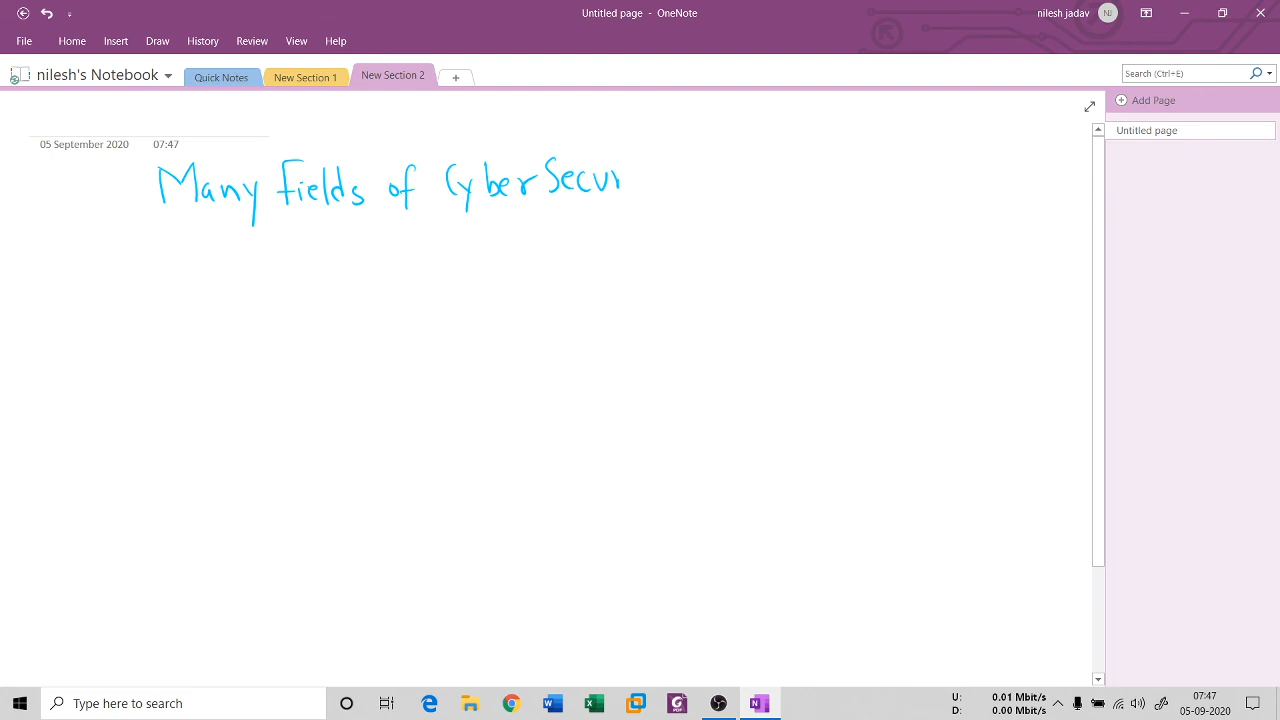 Untitled page - OneNote
nilesh jadav
NJ
File Home Insert Draw History Review View Help
nilesh's Notebook
Quick Notes
New Section 1
New Section 2
Search (Ctrl+E)
Add Page
Untitled page
05 September 2020 07:47
Many Fields of CyberSecur
Type here to search
U: 0.01 Mbit/s
D: 0.00 Mbit/s
07:47
05-09-2020